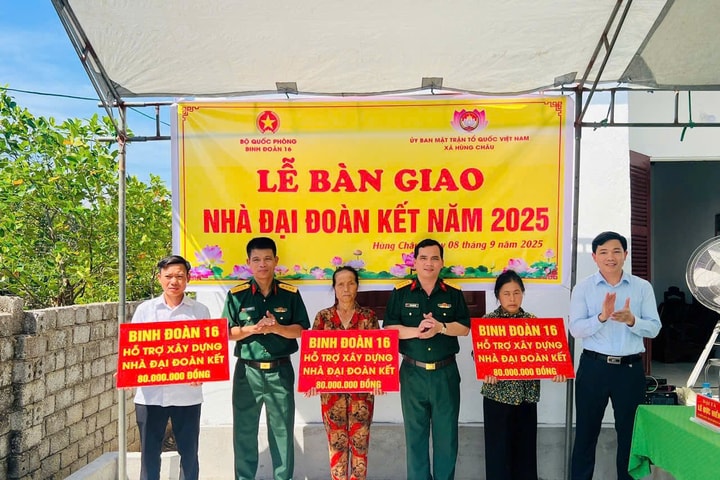 BỘ QUỐC PHÒNG
BINH ĐOÀN 16
ỦY BAN MẶT TRẬN TỔ QUỐC VIỆT NAM
XÃ HÙNG CHÂU
LỄ BÀN GIAO
NHÀ ĐẠI ĐOÀN KẾT NĂM 2025
Hùng Châu, 08 tháng 9 năm 2025
BINH ĐOÀN 16
HỖ TRỢ XÂY DỰNG
NHÀ ĐẠI ĐOÀN KẾT
80.000.000 ĐỒNG
BINH ĐOÀN 16
HỖ TRỢ XÂY DỰNG
NHÀ ĐẠI ĐOÀN KẾT
80.000.000 ĐỒNG
BINH ĐOÀN 16
HỖ TRỢ XÂY DỰNG
NHÀ ĐẠI ĐOÀN KẾT
80.000.000 ĐỒNG